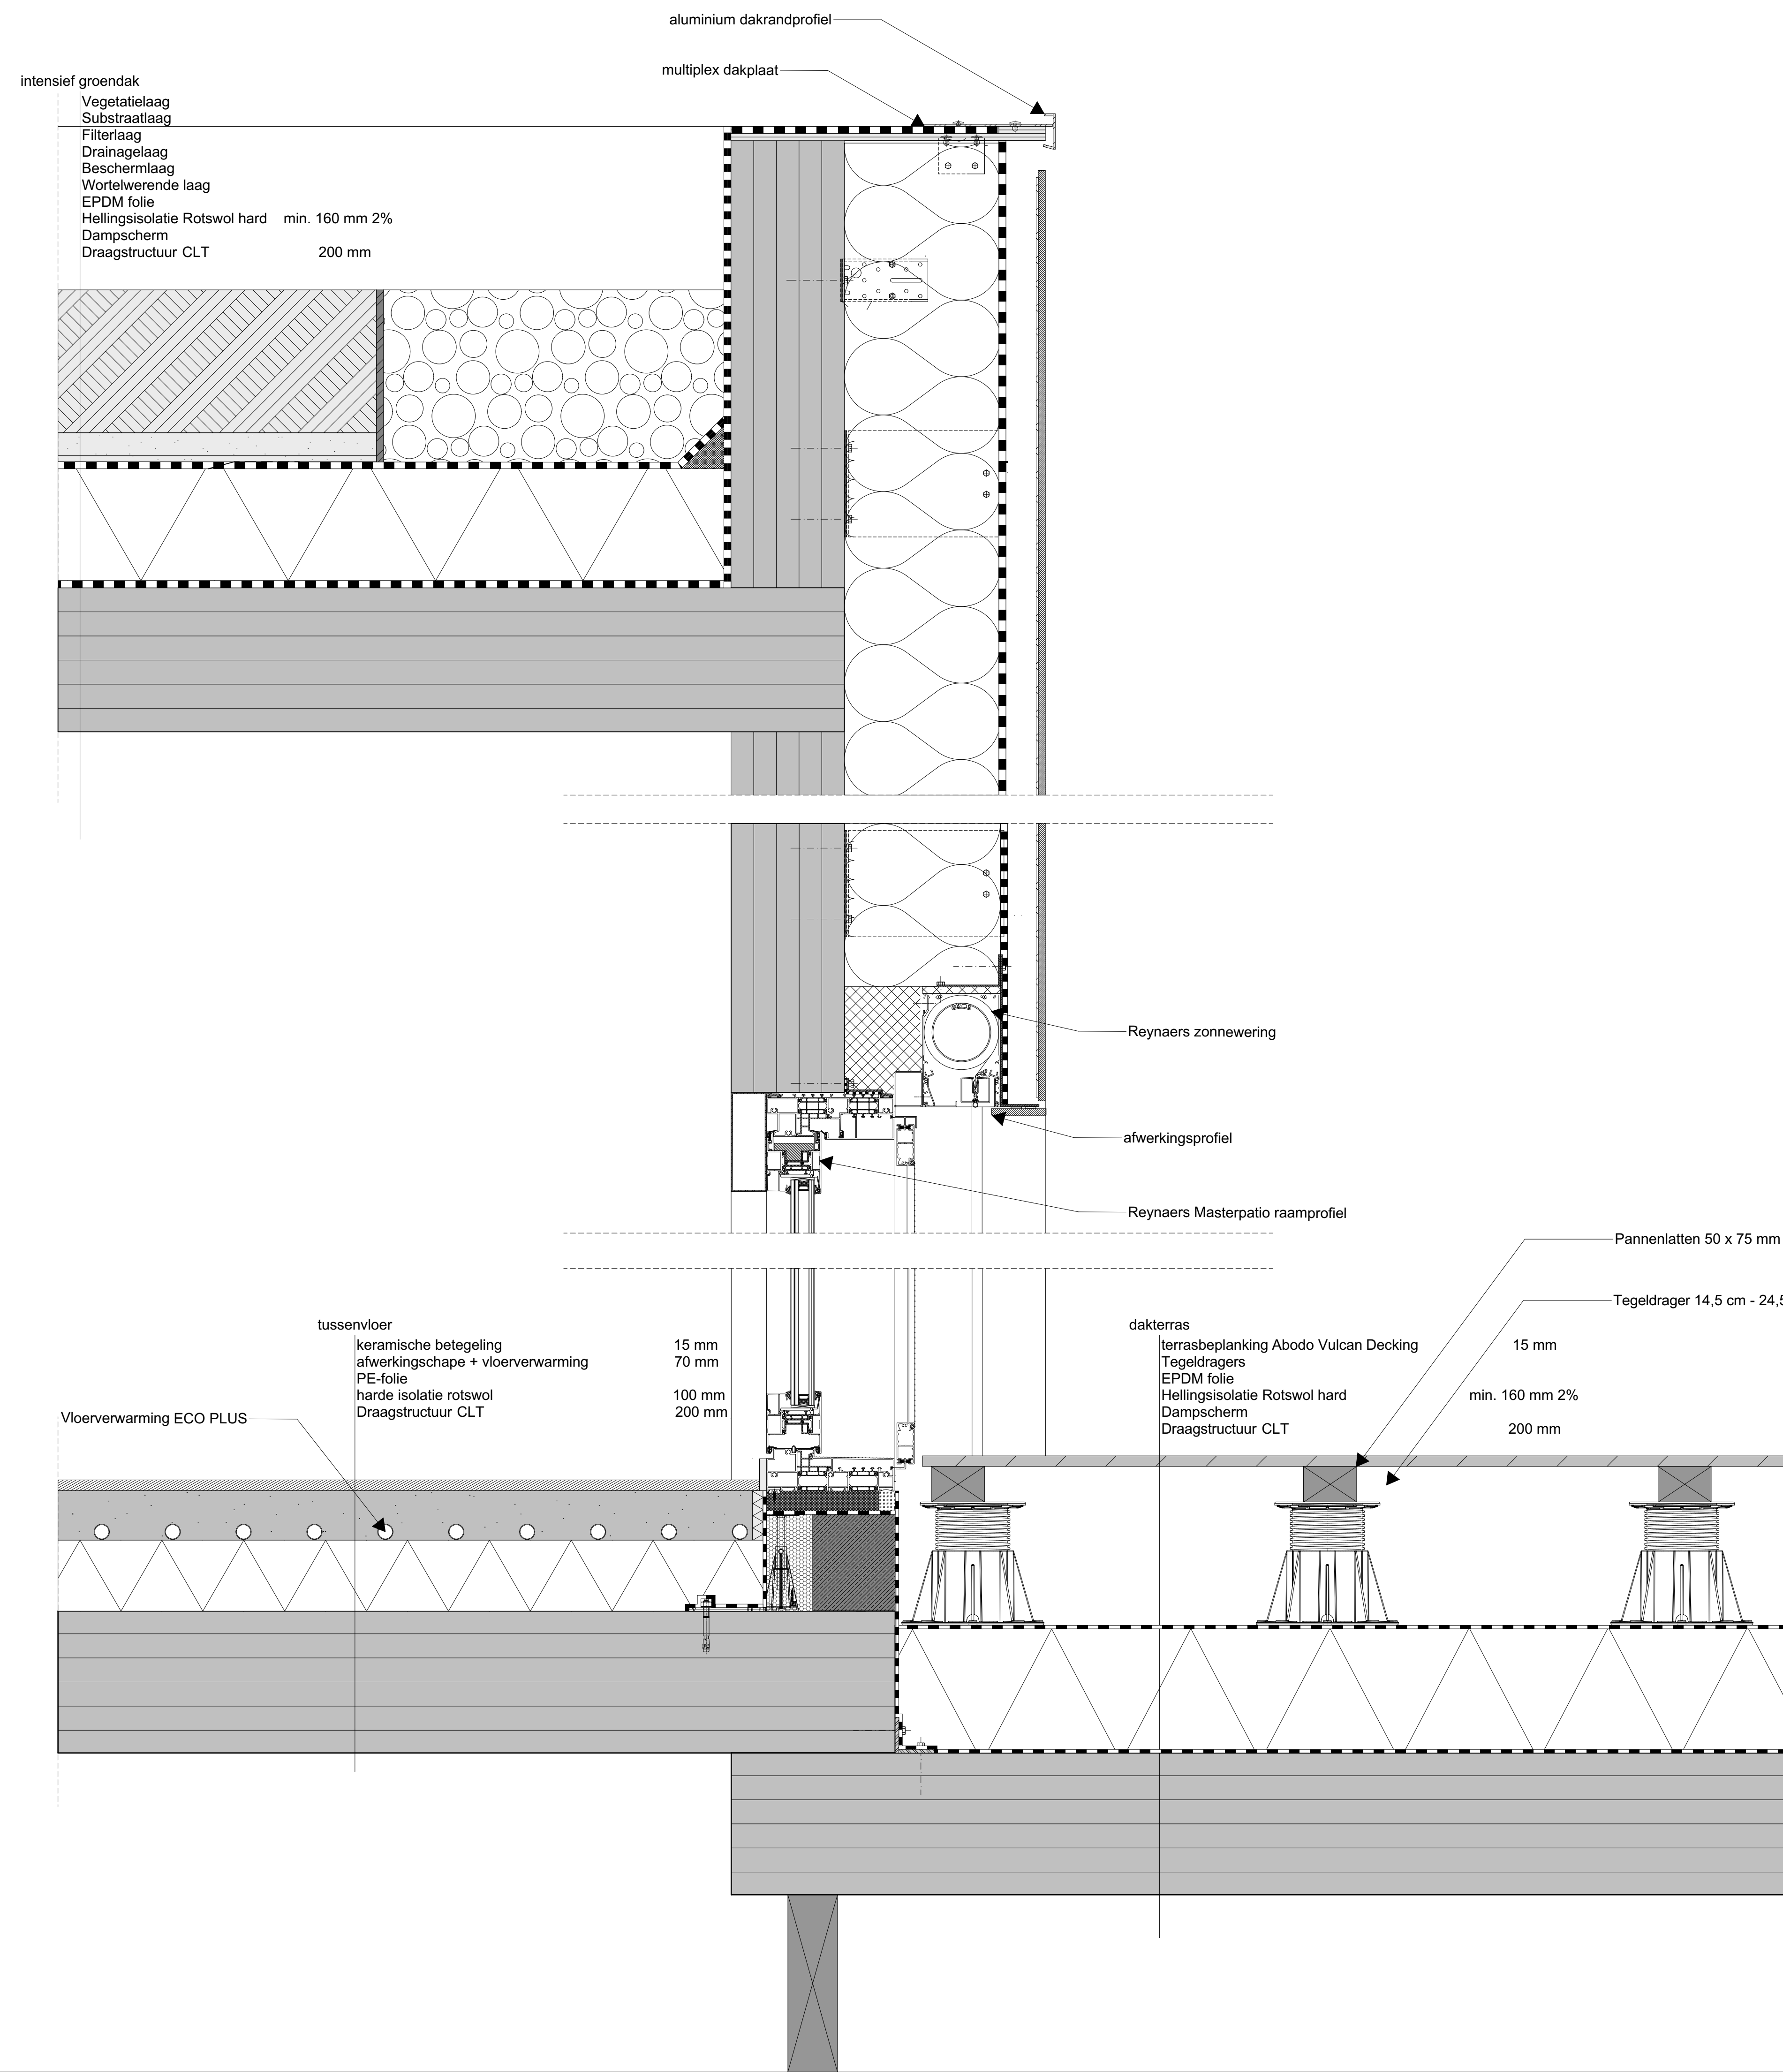 aluminium dakrandprofiel
multiplex dakplaat
intensief groendak
Vegetatielaag
Substraatlaag
Filterlaag
Drainagelaag
Beschermlaag
Wortelwerende laag
EPDM folie
Hellingsisolatie Rotswol hard min. 160 mm 2%
Dampscherm
Draagstructuur CLT 200 mm
Reynaers zonnewering
afwerkingsprofiel
Reynaers Masterpatio raamprofiel
Pannenlatten 50 x 75 mm
Tegeldrager 14,5 cm - 24,5
tussenvloer
keramische betegeling 15 mm
afwerkingschape + vloerverwarming 70 mm
PE-folie
harde isolatie rotswol 100 mm
Draagstructuur CLT 200 mm
Vloerverwarming ECO PLUS
dakterras
terrasbeplanking Abodo Vulcan Decking 15 mm
Tegeldragers
EPDM folie
Hellingsisolatie Rotswol hard min. 160 mm 2%
Dampscherm
Draagstructuur CLT 200 mm